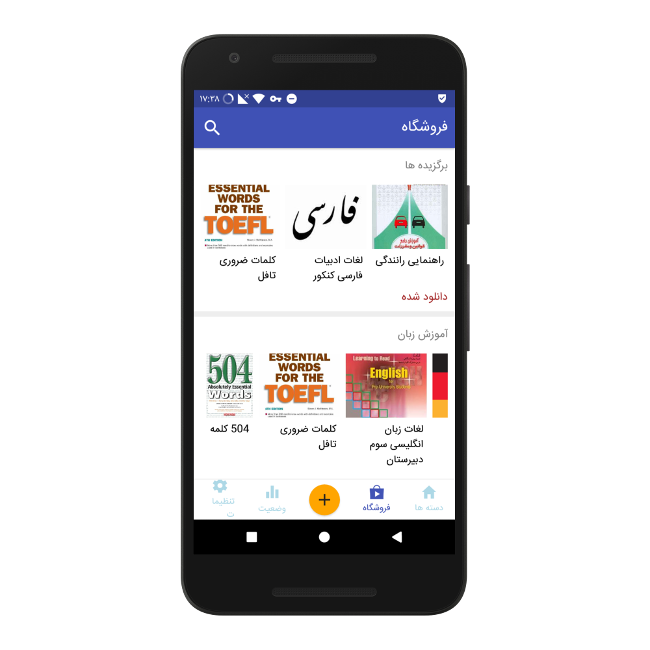 ۱۷:۳۸
فروشگاه
برگزیده ها
فارسی
ESSENTIAL
WORDS
FOR THE
TOEFL
راهنمایی رانندگی
لغات ادبیات
فارسی کنکور
کلمات ضروری
تافل
دانلود شده
آموزش زبان
Learning to Read
English
ESSENTIAL
WORDS
FOR THE
TOEFL
504
Absolutely Essential
Words
لغات زبان
انگلیسی سوم
دبیرستان
کلمات ضروری
تافل
504 کلمه
دسته ها
فروشگاه
+
وضعیت
تنظیما
ت